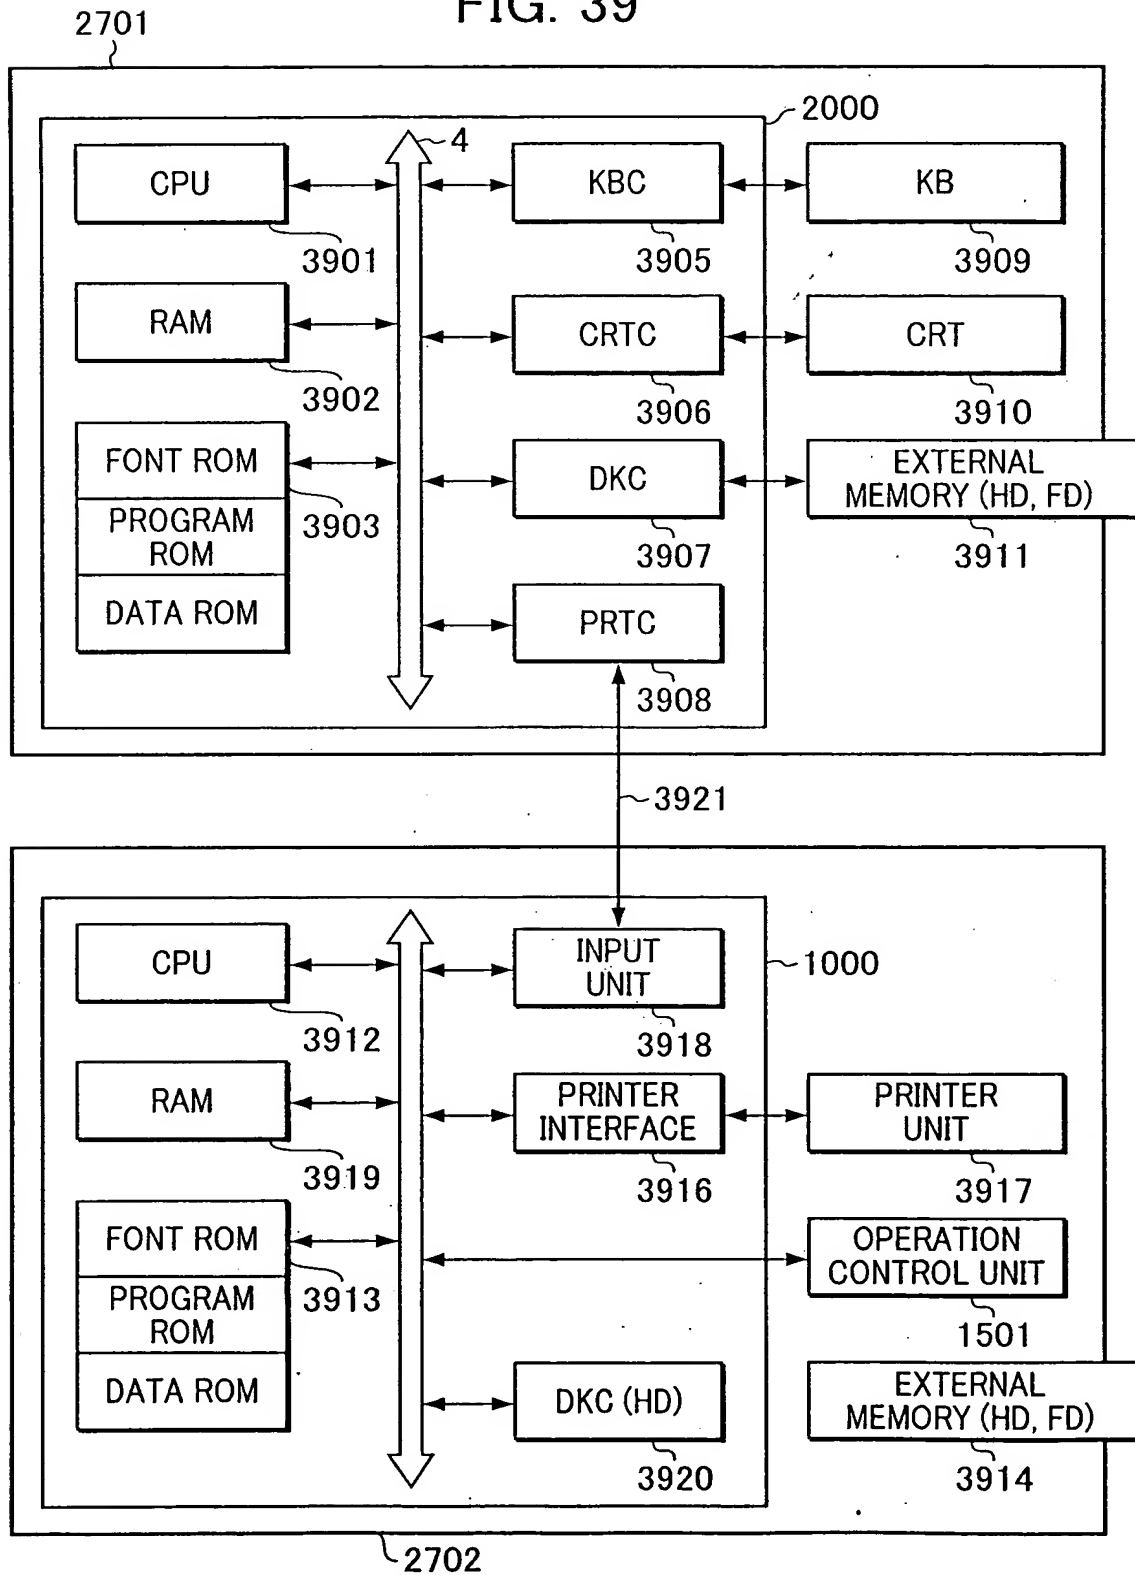 FIG. 39
2701
2000
4
CPU
3901
KBC
3905
KB
3909
RAM
3902
CRTC
3906
CRT
3910
FONT ROM
3903
PROGRAM
ROM
DATA ROM
DKC
3907
EXTERNAL
MEMORY (HD, FD)
3911
PRTC
3908
3921
1000
CPU
3912
INPUT
UNIT
3918
RAM
3919
PRINTER
INTERFACE
3916
PRINTER
UNIT
3917
FONT ROM
3913
PROGRAM
ROM
DATA ROM
OPERATION
CONTROL UNIT
1501
DKC (HD)
3920
EXTERNAL
MEMORY (HD, FD)
3914
2702